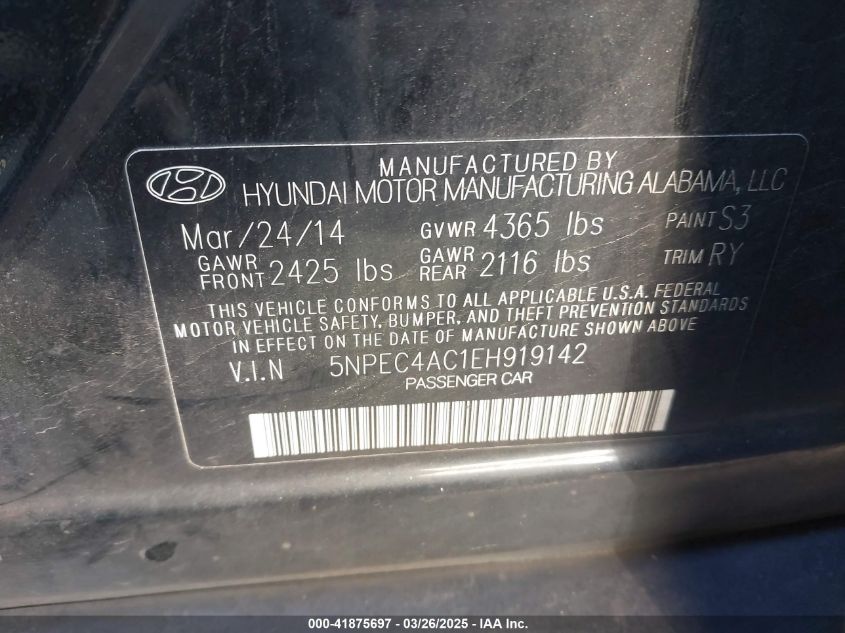 MANUFACTURED BY
HYUNDAI MOTOR MANUFACTURING ALABAMA, LLC
Mar/24/14 GVWR 4365 lbs PAINT S3
GAWR FRONT 2425 lbs GAWR REAR 2116 lbs TRIM RY
THIS VEHICLE CONFORMS TO ALL APPLICABLE U.S.A. FEDERAL
MOTOR VEHICLE SAFETY, BUMPER, AND THEFT PREVENTION STANDARDS
IN EFFECT ON THE DATE OF MANUFACTURE SHOWN ABOVE
V.I.N 5NPEC4AC1EH919142
PASSENGER CAR
000-41875697 - 03/26/2025 - IAA Inc.